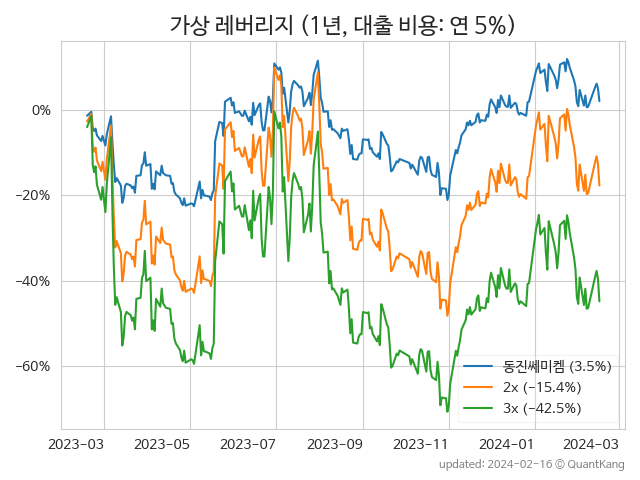 가상 레버리지 (1년, 대출 비용: 연 5%)
0%
−20%
−40%
−60%
동진쎄미켐 (3.5%)
2x (−15.4%)
3x (−42.5%)
2023-03 2023-05 2023-07 2023-09 2023-11 2024-01 2024-03
updated: 2024-02-16 © QuantKang